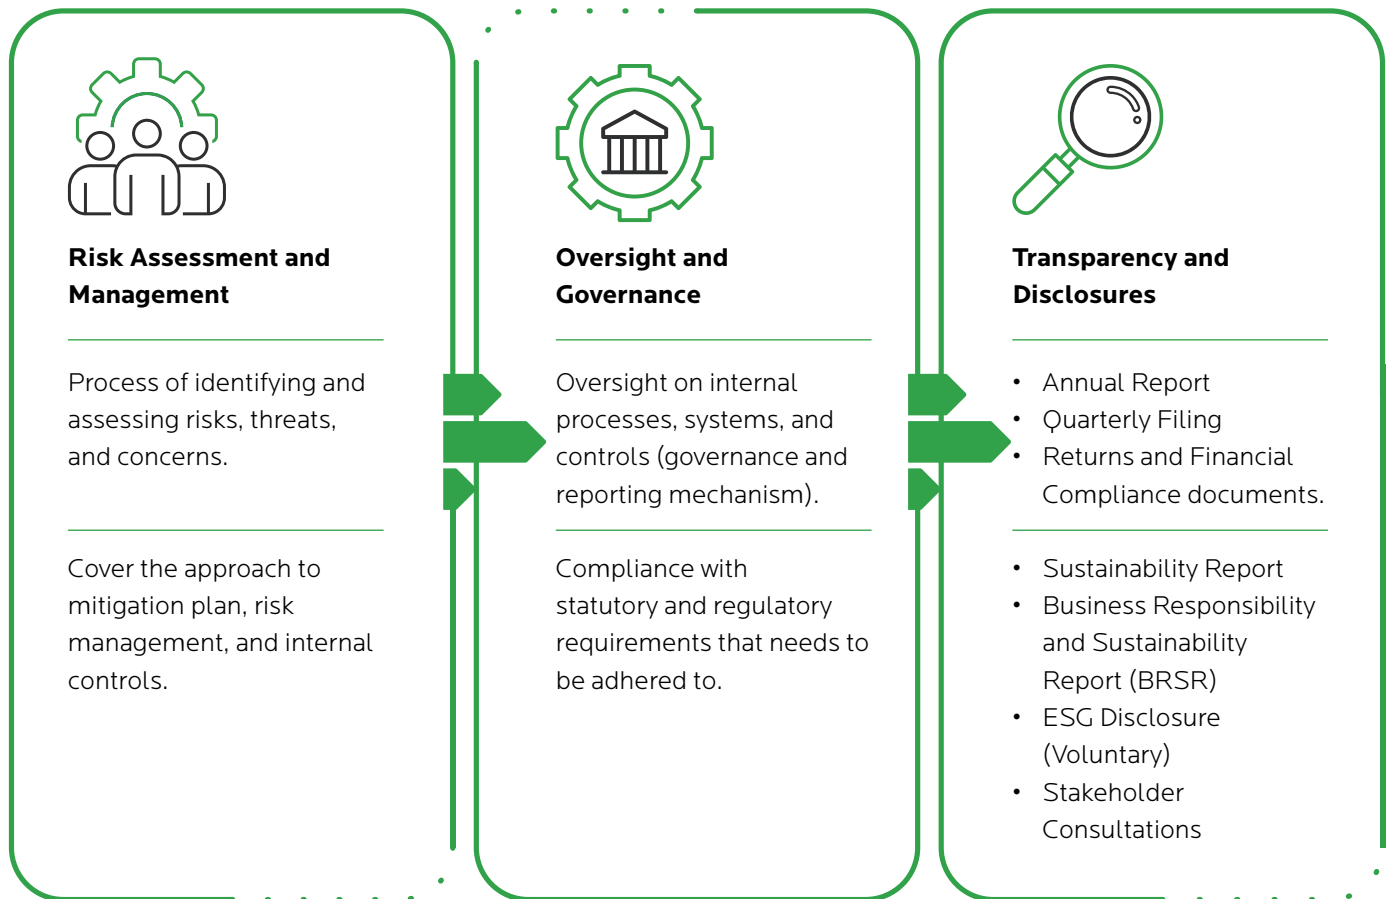 Risk Assessment and
Management
Process of identifying and
assessing risks, threats,
and concerns.
Cover the approach to
mitigation plan, risk
management, and internal
controls.
Oversight and
Governance
Oversight on internal
processes, systems, and
controls (governance and
reporting mechanism).
Compliance with
statutory and regulatory
requirements that needs to
be adhered to.
Transparency and
Disclosures
• Annual Report
• Quarterly Filing
• Returns and Financial
Compliance documents.
• Sustainability Report
• Business Responsibility
and Sustainability
Report (BRSR)
• ESG Disclosure
(Voluntary)
• Stakeholder
Consultations